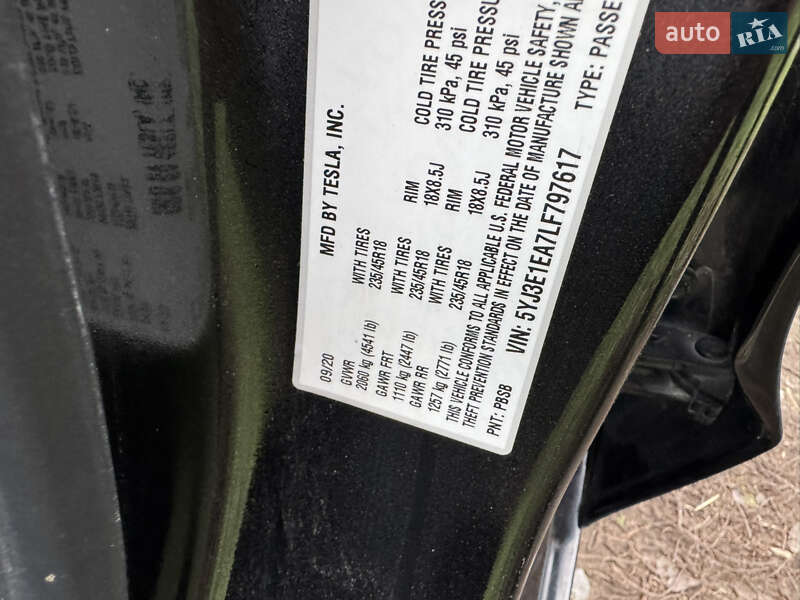 auto RIA.com
MFD BY TESLA, INC.
09/20
GVWR
2060 kg (4541 lb)
WITH TIRES
235/45R18
RIM
18X8.5J
COLD TIRE PRESS
310 kPa, 45 psi
GAWR FRT
1110 kg (2447 lb)
WITH TIRES
235/45R18
RIM
18X8.5J
COLD TIRE PRESSU
310 kPa, 45 psi
GAWR RR
1257 kg (2771 lb)
WITH TIRES
235/45R18
THIS VEHICLE CONFORMS TO ALL APPLICABLE U.S. FEDERAL MOTOR VEHICLE SAFETY,
THEFT PREVENTION STANDARDS IN EFFECT ON THE DATE OF MANUFACTURE SHOWN AB
PNT: PBSB
VIN: 5YJ3E1EA7LF797617
TYPE: PASSE